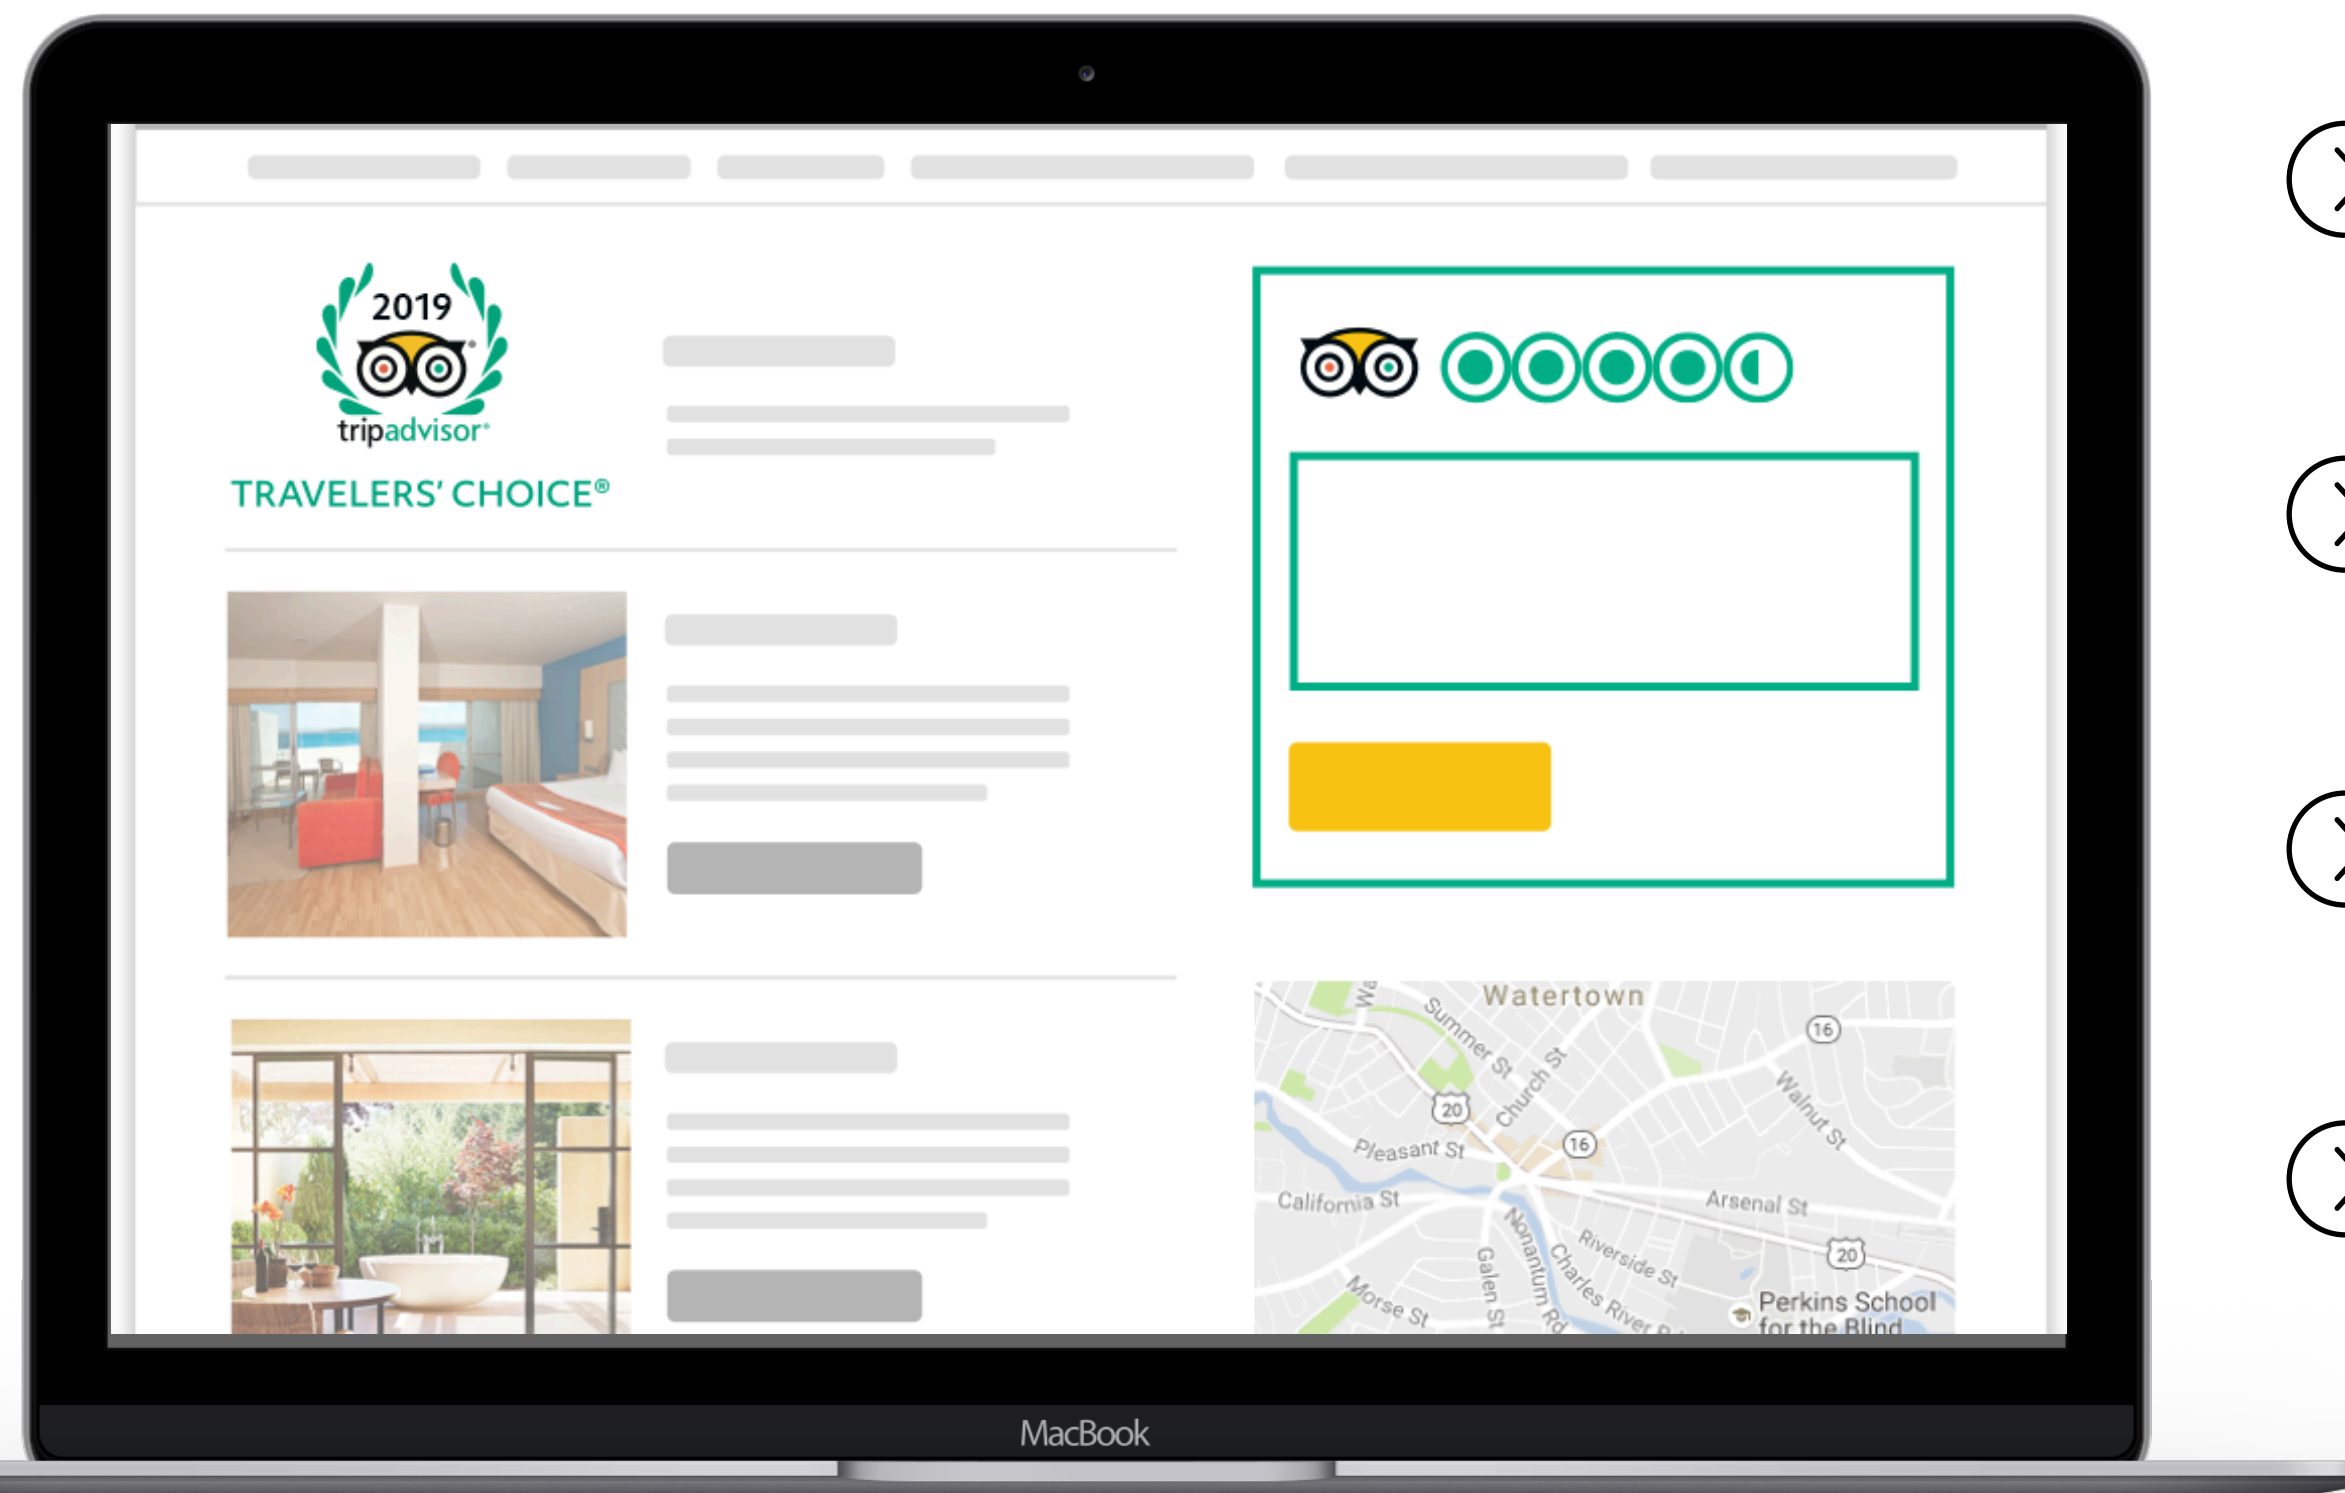 2019
tripadvisor®
TRAVELERS' CHOICE®
Watertown
Summer St
Church St
16
Walnut St
20
Pleasant St
16
California St
Arsenal St
Nonantum Rd
Charles River
Riverside St
20
Galen St
Morse St
Perkins School
for the Blind
MacBook